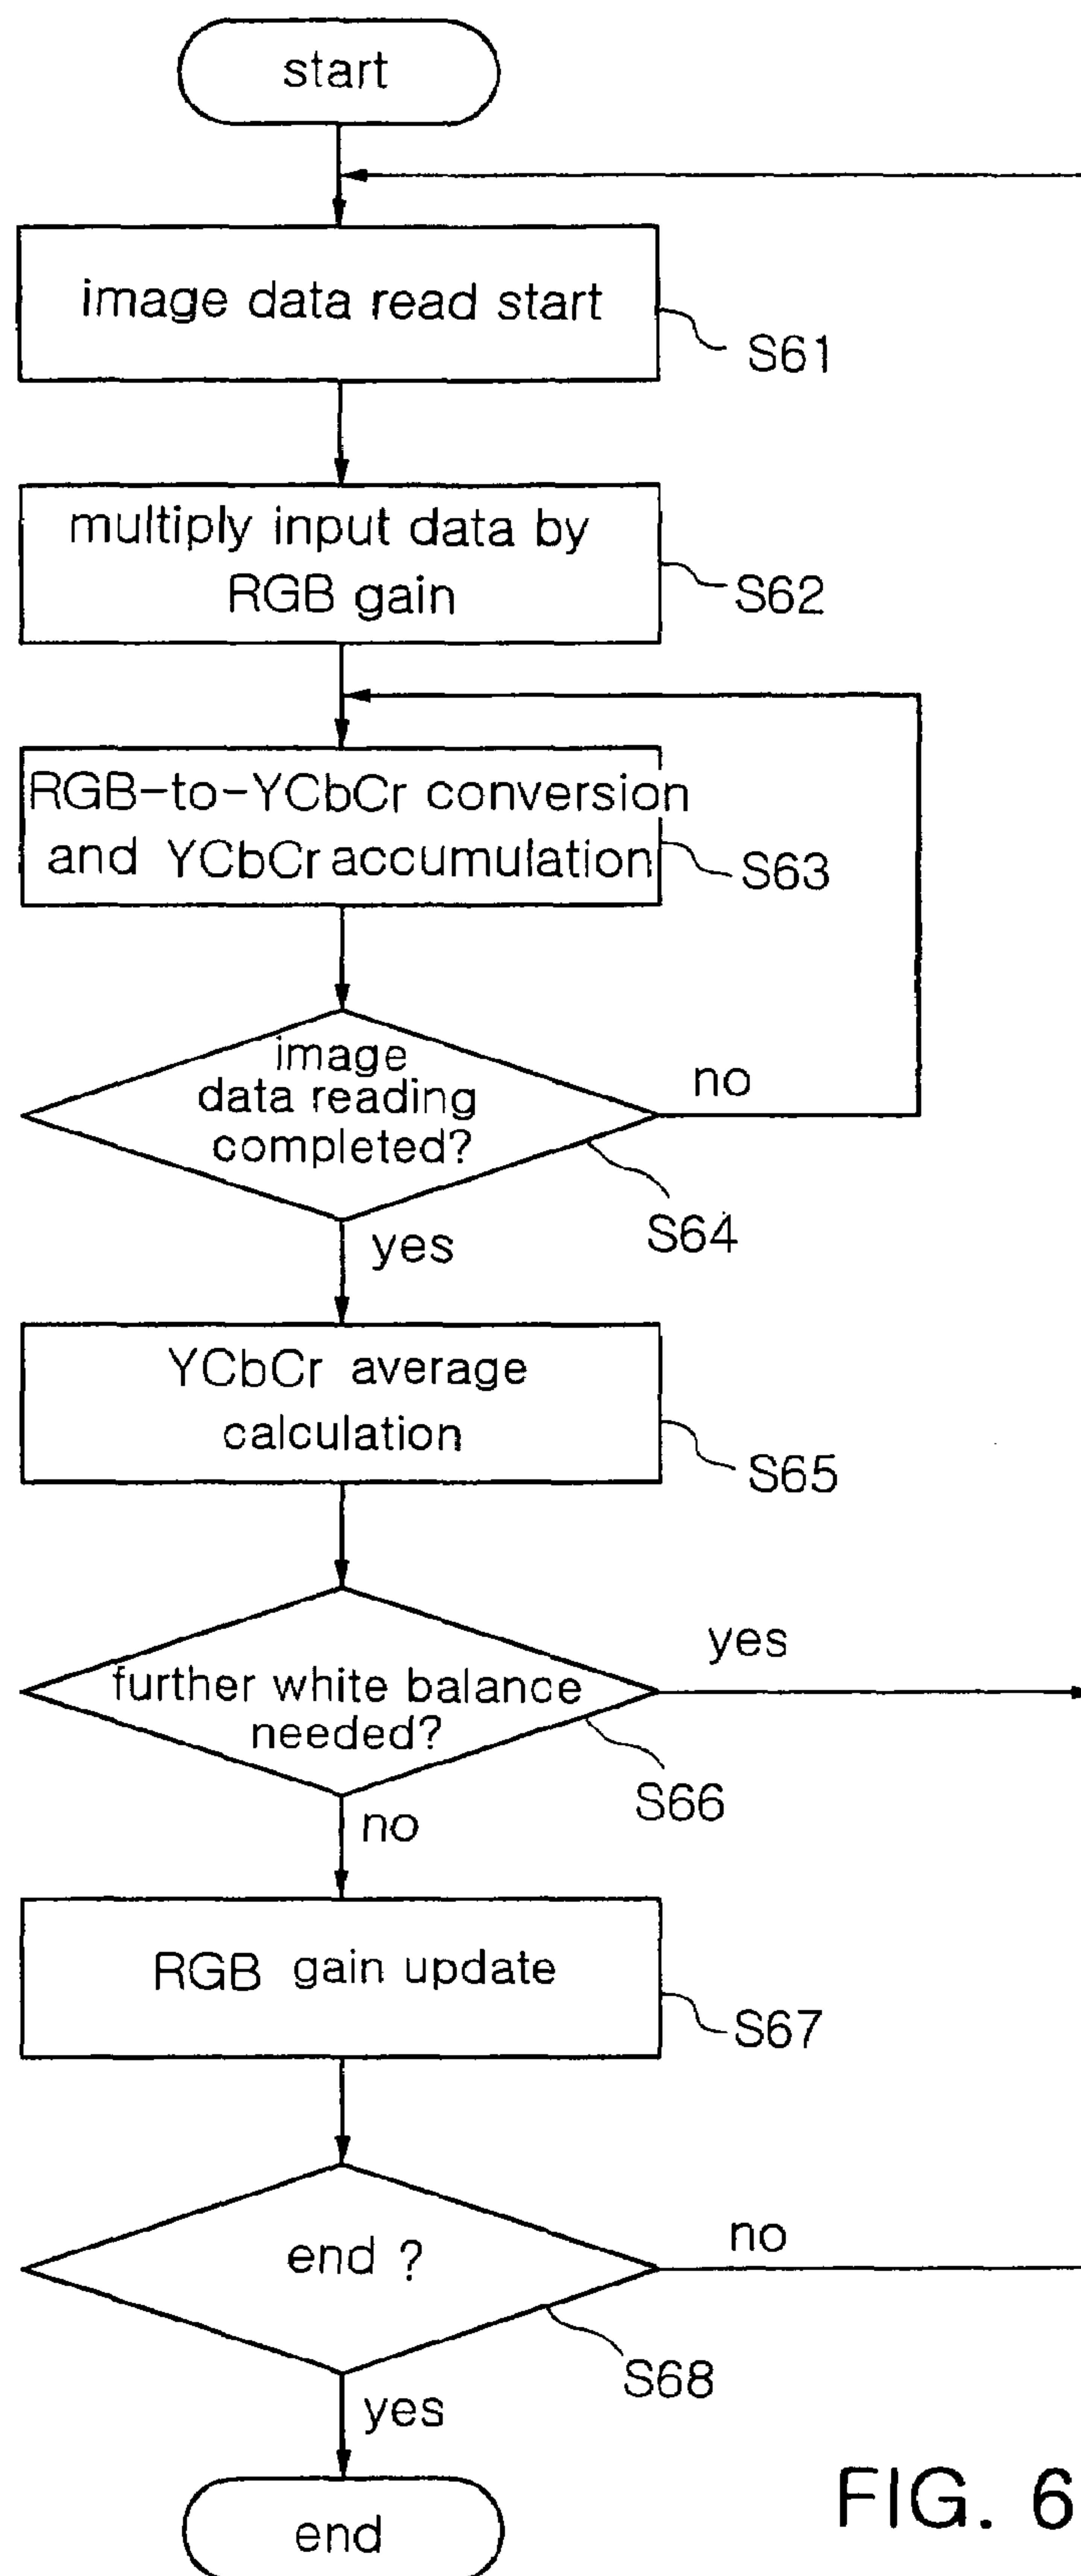 start
image data read start
S61
multiply input data by
RGB gain
S62
RGB-to-YCbCr conversion
and YCbCr accumulation
S63
image
data reading
completed?
no
S64
yes
YCbCr average
calculation
S65
further white balance
needed?
yes
S66
no
RGB gain update
S67
end ?
no
S68
yes
end
FIG. 6